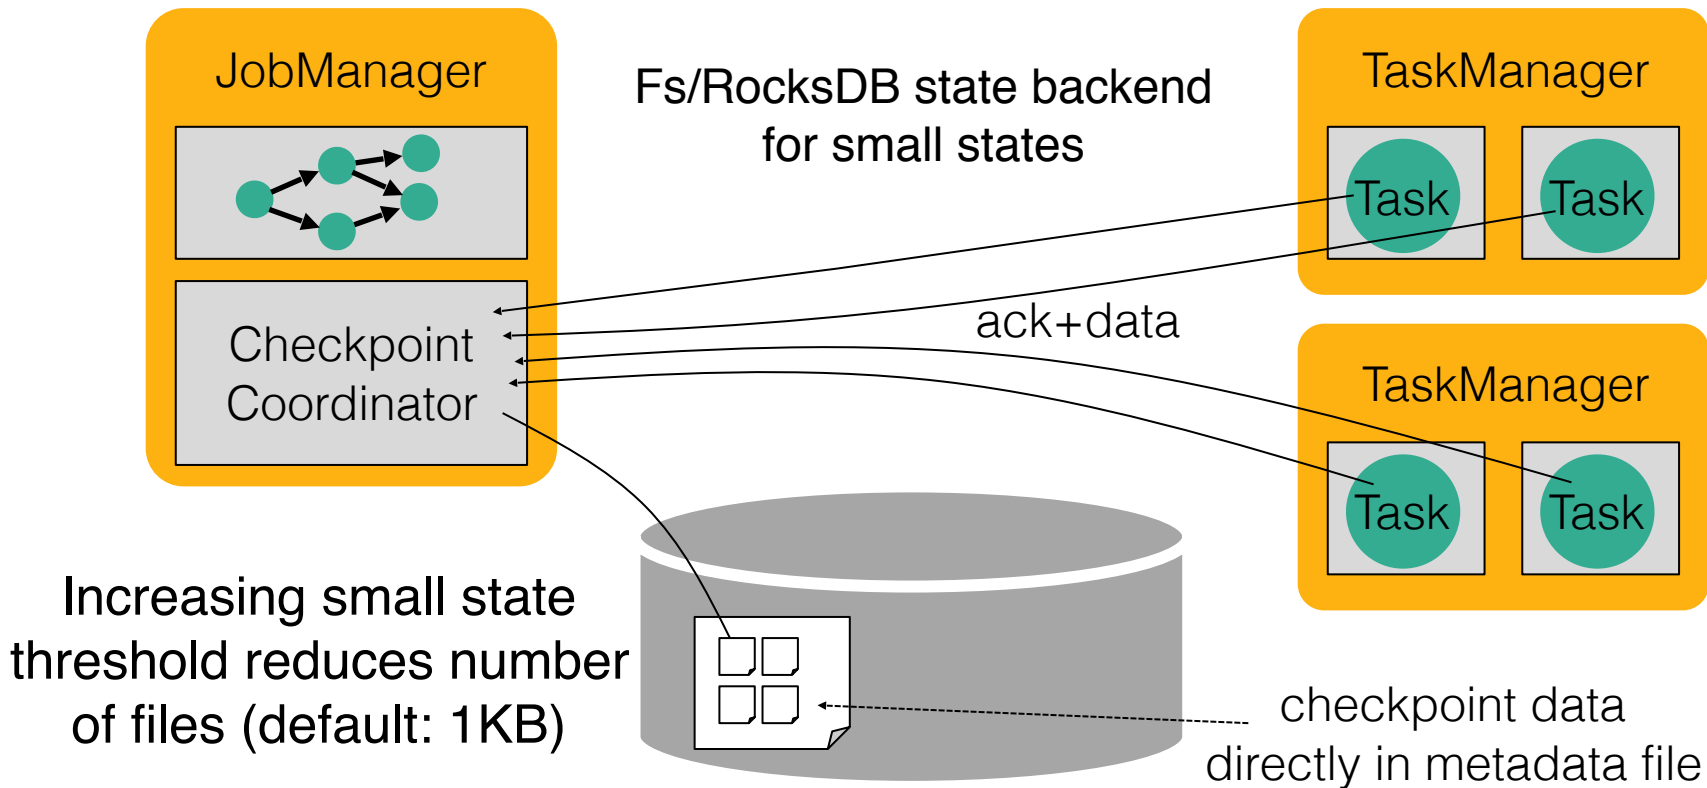 JobManager
Fs/RocksDB state backend
for small states
TaskManager
Task
Task
Checkpoint
Coordinator
ack+data
TaskManager
Task
Task
Increasing small state
threshold reduces number
of files (default: 1KB)
checkpoint data
directly in metadata file